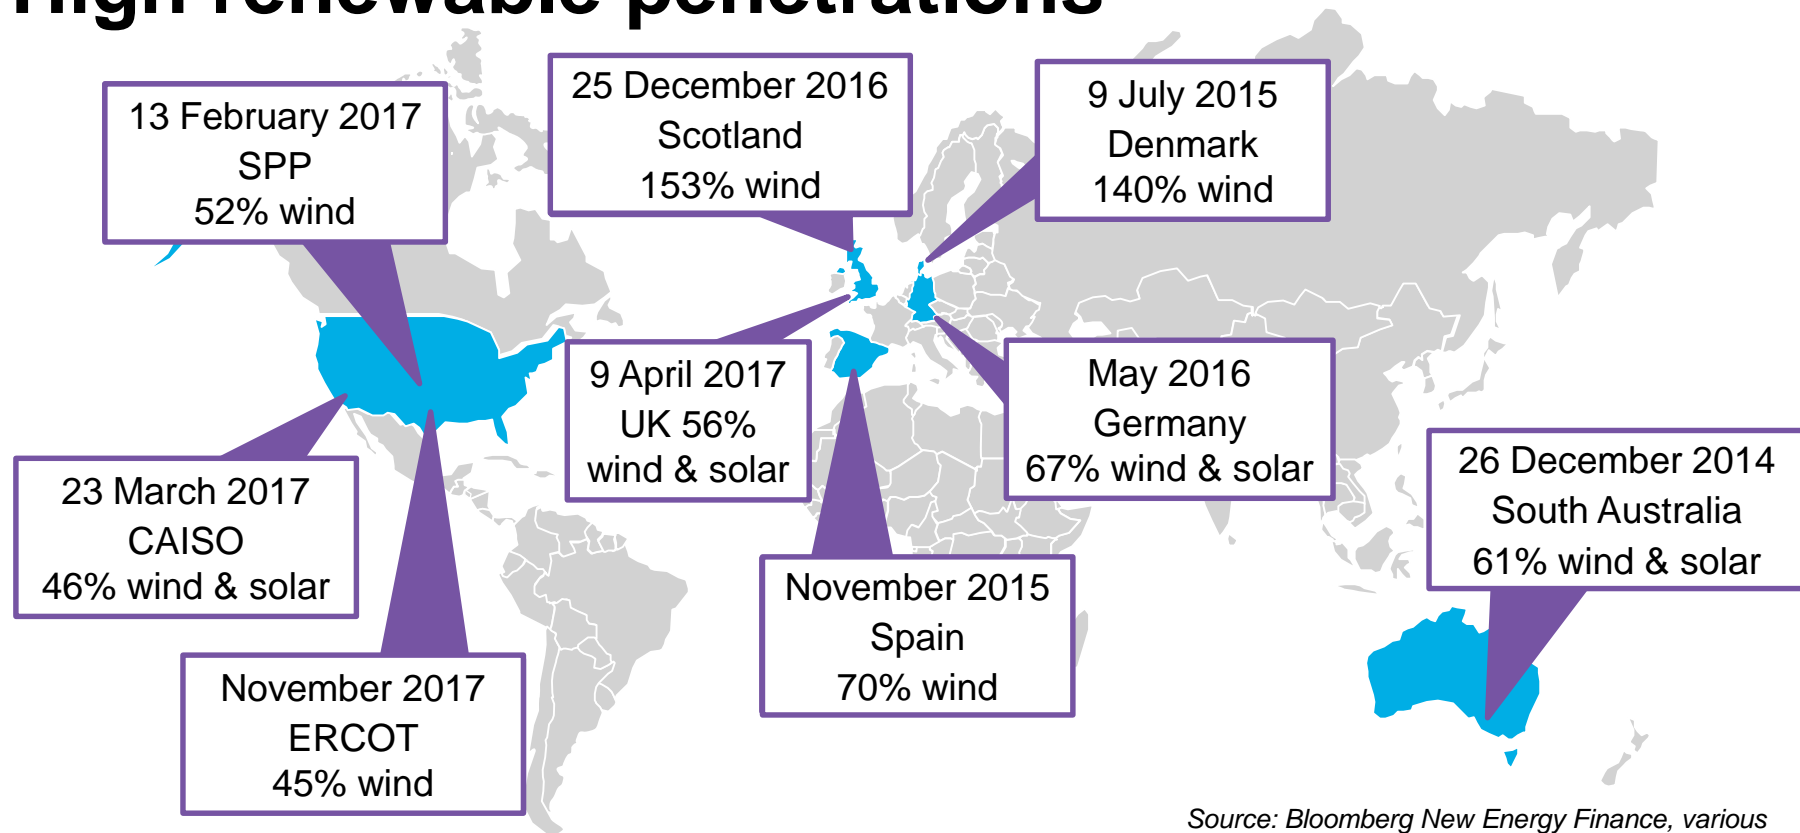 High renewable penetrations
13 February 2017
SPP
52% wind
25 December 2016
Scotland
153% wind
9 July 2015
Denmark
140% wind
9 April 2017
UK 56%
wind & solar
May 2016
Germany
67% wind & solar
23 March 2017
CAISO
46% wind & solar
26 December 2014
South Australia
61% wind & solar
November 2015
Spain
70% wind
November 2017
ERCOT
45% wind
Source: Bloomberg New Energy Finance, various